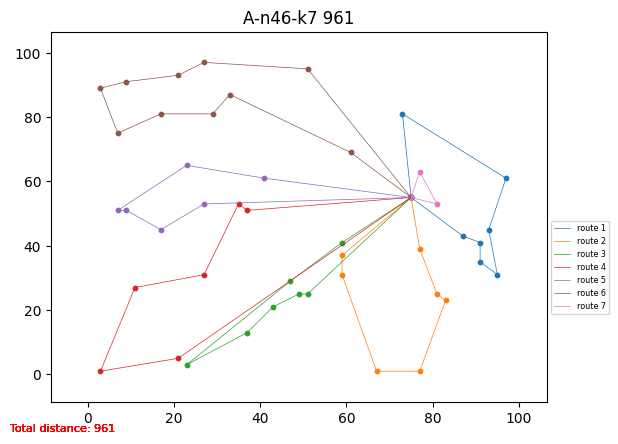 A-n46-k7 961
100
80
60
40
20
0
0 20 40 60 80 100
route 1
route 2
route 3
route 4
route 5
route 6
route 7
Total distance: 961